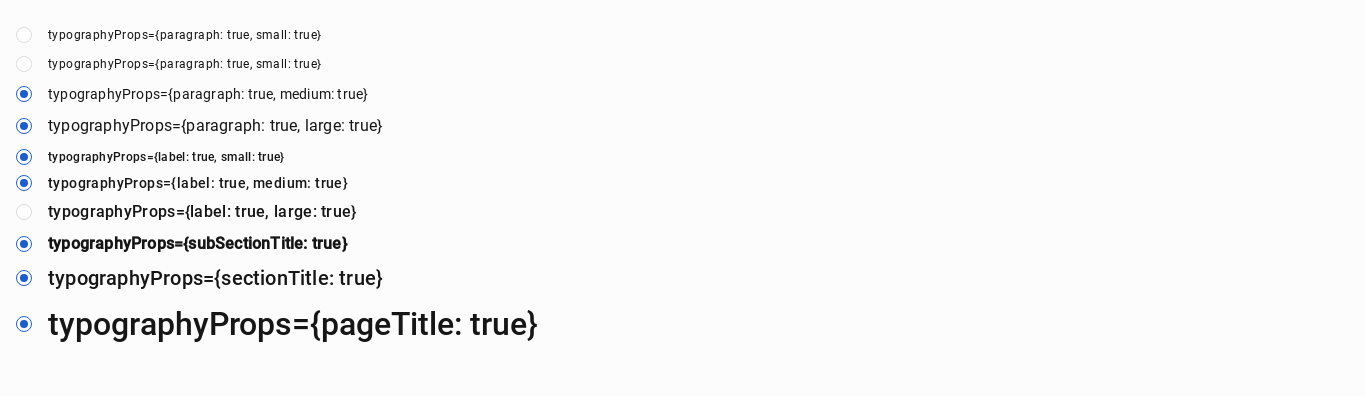 typographyProps={paragraph: true, small: true}
typographyProps={paragraph: true, small: true}
typographyProps={paragraph: true, medium: true}
typographyProps={paragraph: true, large: true}
typographyProps={label: true, small: true}
typographyProps={label: true, medium: true}
typographyProps={label: true, large: true}
typographyProps={subSectionTitle: true}
typographyProps={sectionTitle: true}
typographyProps={pageTitle: true}